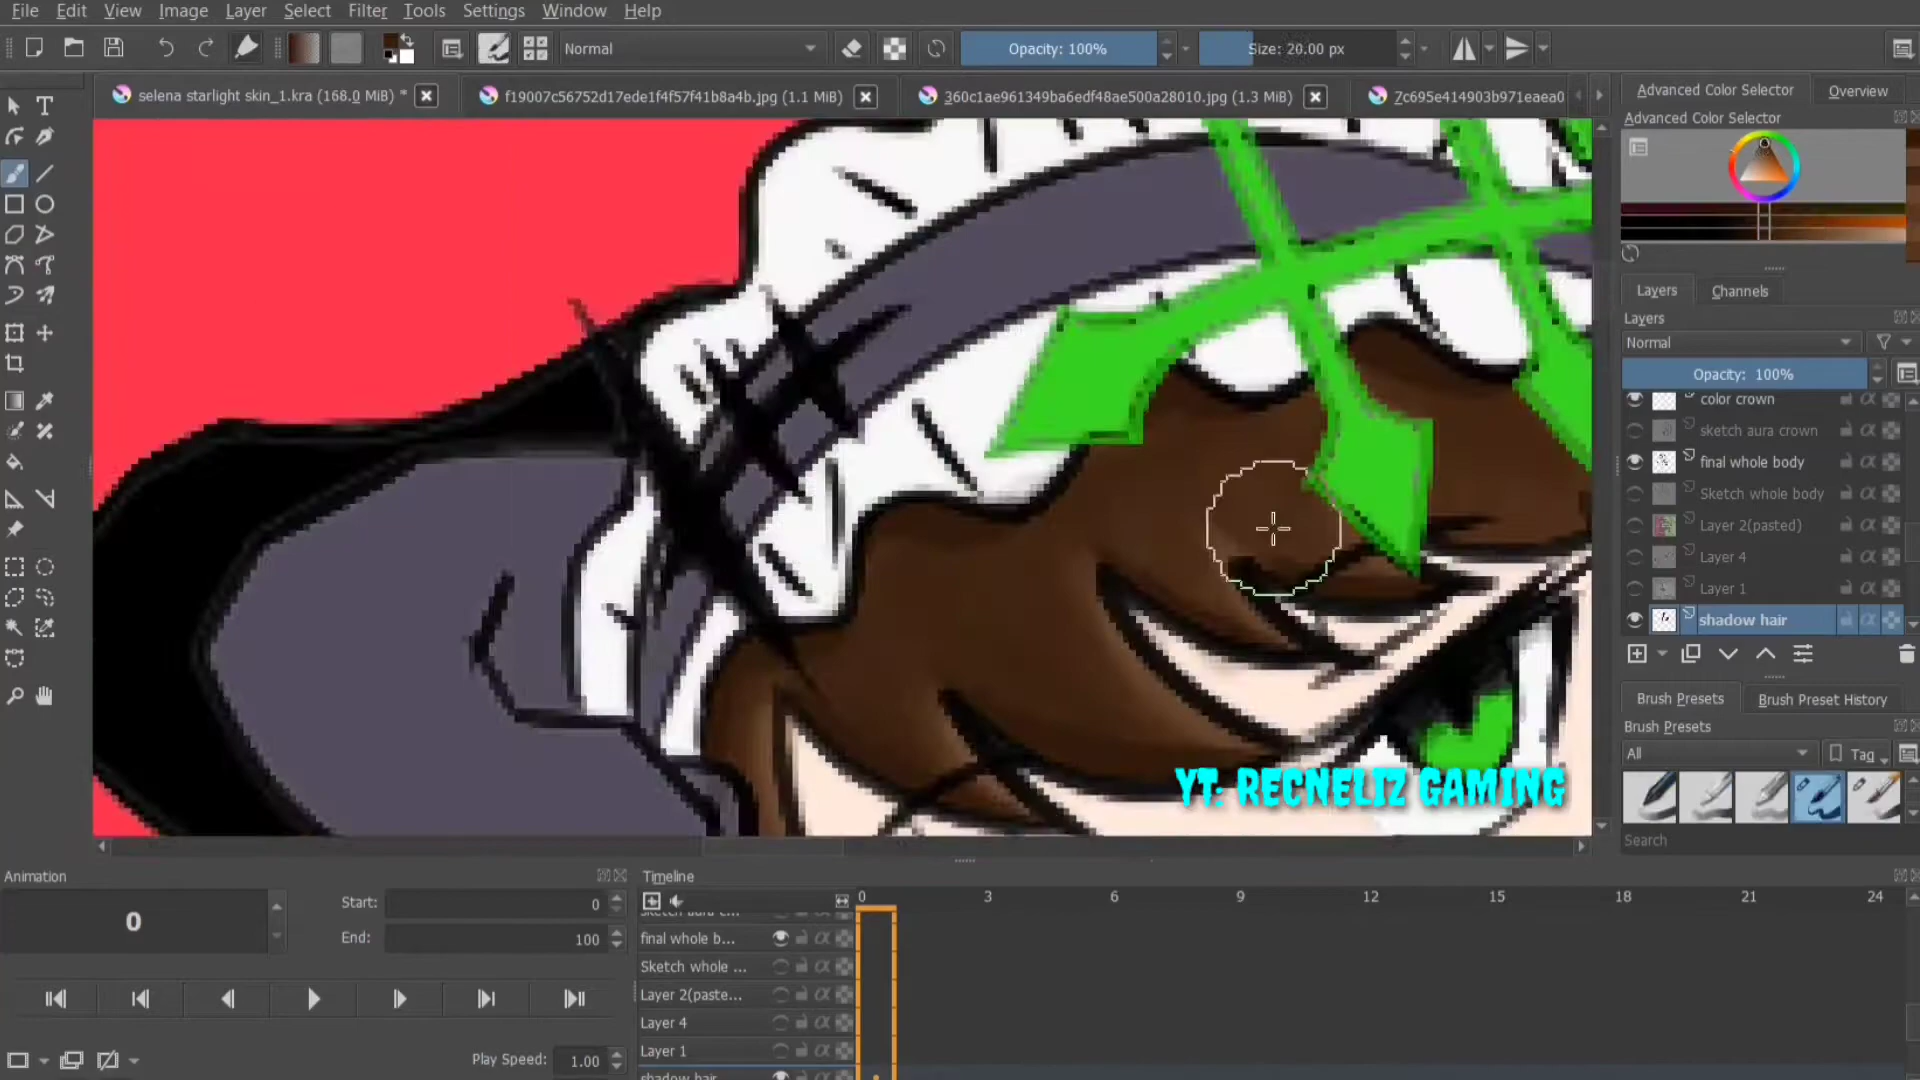 File Edit View Image Layer Select Filter Tools Settings Window Help
Normal
Opacity: 100%
Size: 20.00 px
selena starlight skin_1.kra (168.0 MiB) *
f19007c56752d17ede1f4f57f41b8a4b.jpg (1.1 MiB)
360c1ae961349ba6edf48ae500a28010.jpg (1.3 MiB)
7c695e414903b971eaea0
Advanced Color Selector
Overview
Advanced Color Selector
Layers
Channels
Layers
Normal
Opacity: 100%
color crown
sketch aura crown
final whole body
Sketch whole body
Layer 2(pasted)
Layer 4
Layer 1
shadow hair
Brush Presets
Brush Preset History
Brush Presets
All
Tag
Search
YT: RECNELIZ GAMING
Animation
0
Start: 0
End: 100
Play Speed: 1.00
Timeline
0 3 6 9 12 15 18 21 24
sketch aura c...
final whole b...
Sketch whole ...
Layer 2(paste...
Layer 4
Layer 1
shadow hair